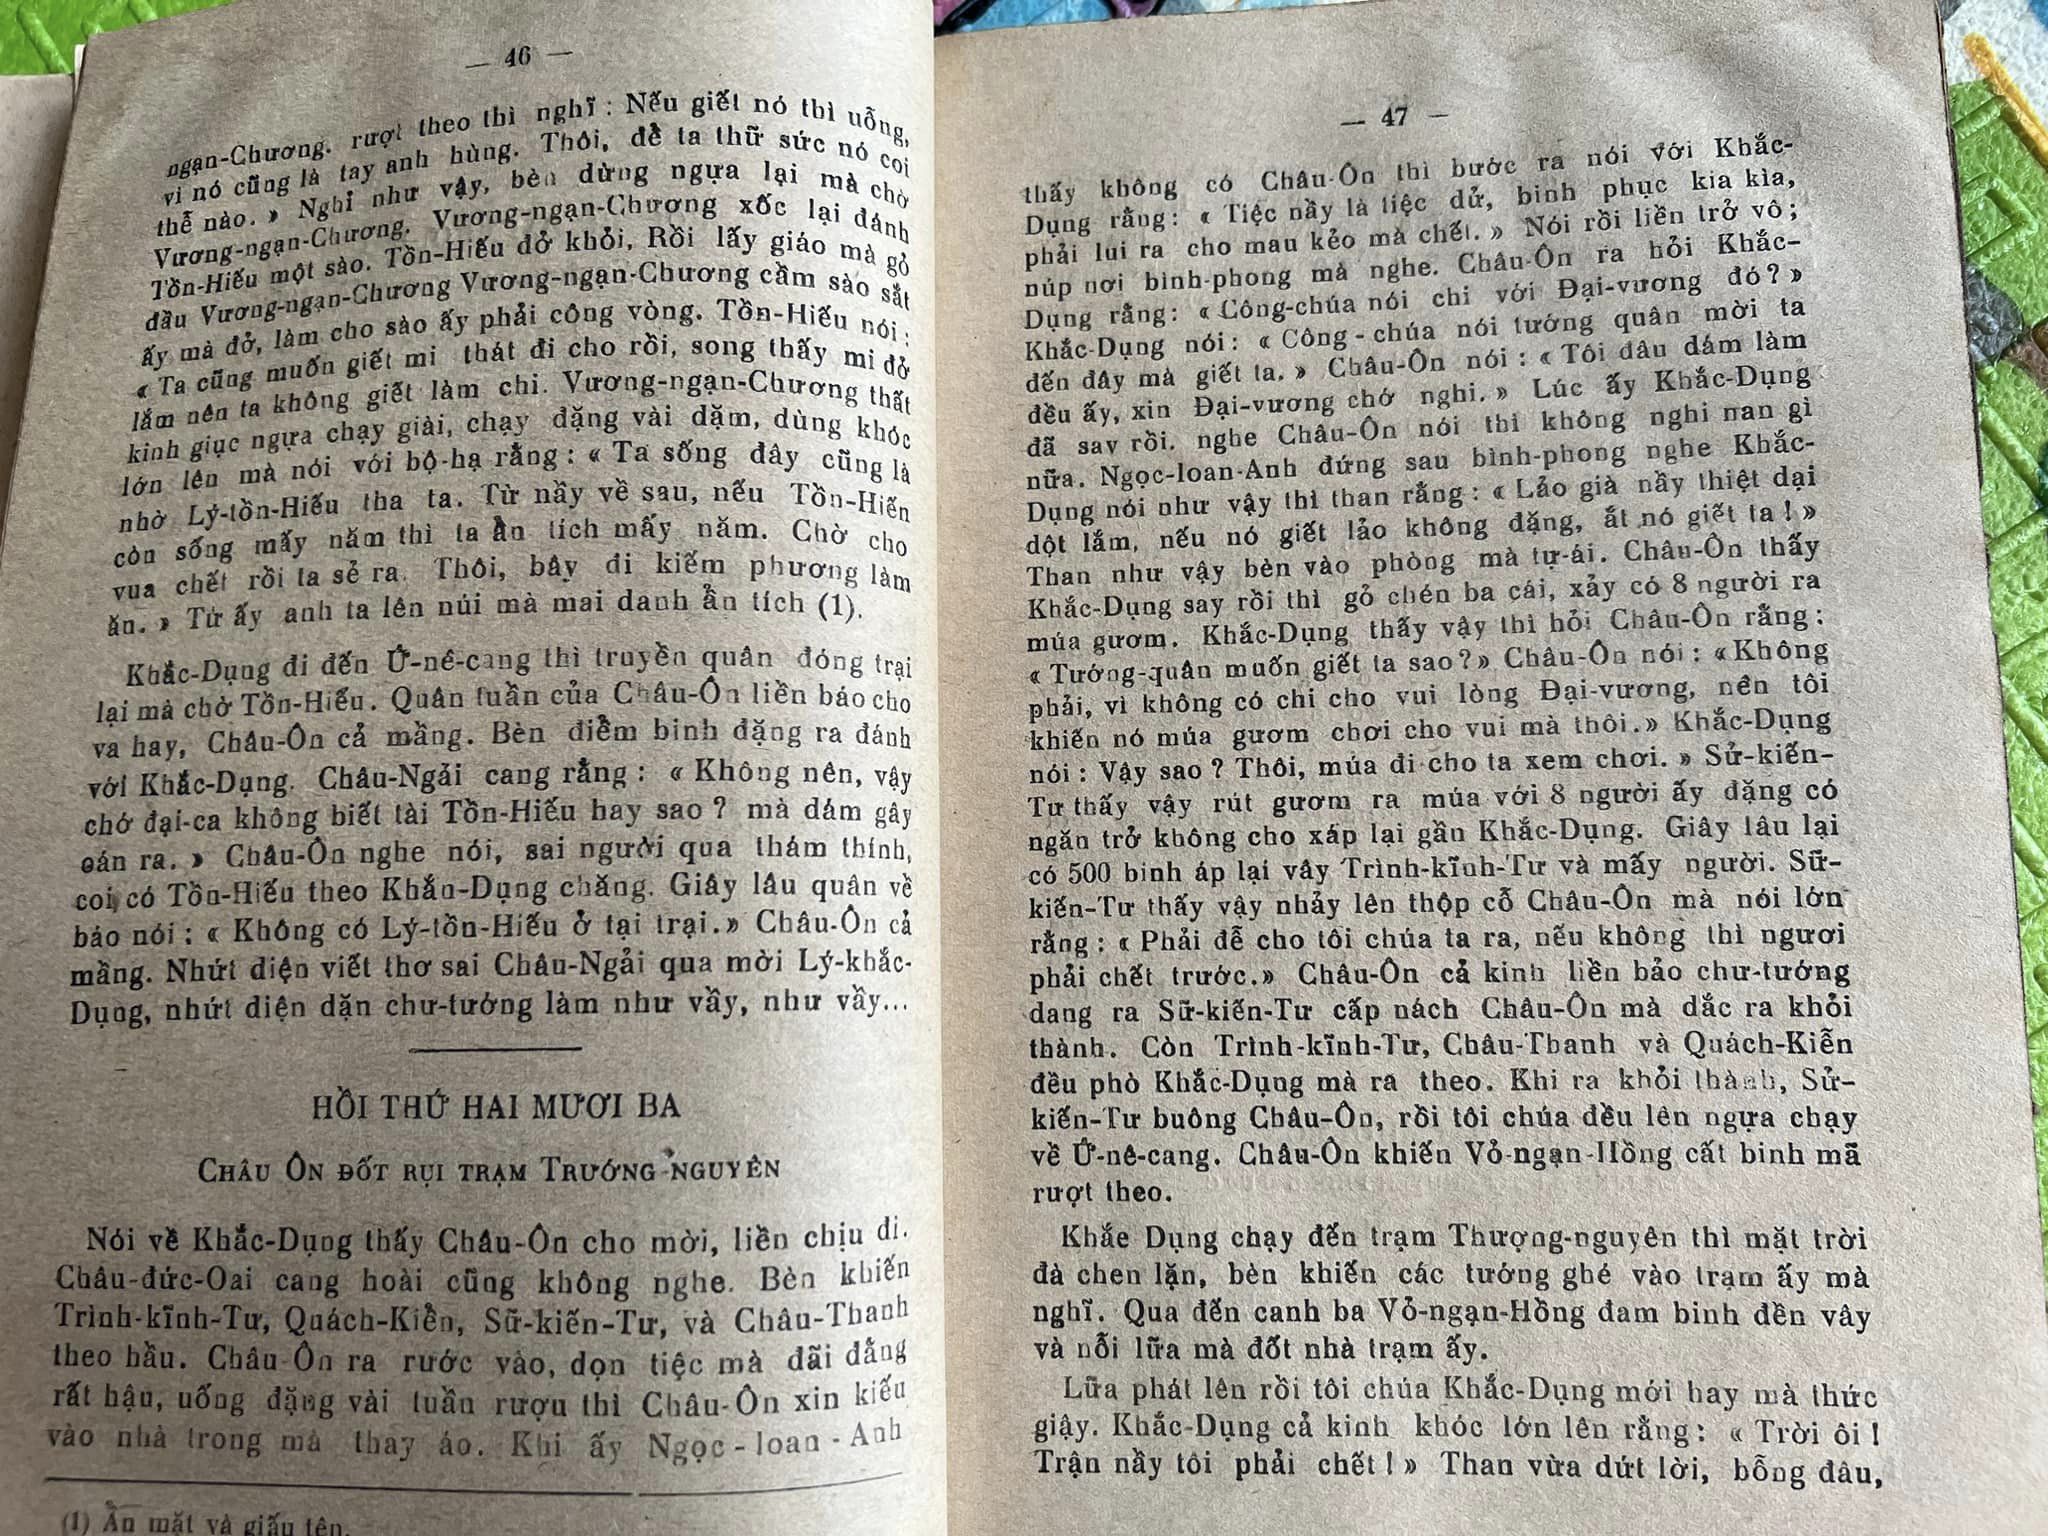 — 46 —
ngạn-Chương. rượt theo thì nghĩ : Nếu giết nó thì uổng,
vì nó cũng là tay anh hùng. Thôi, để ta thữ sức nó coi
thể nào. » Nghỉ như vậy, bèn dừng ngựa lại mà chờ
Vương-ngạn-Chương. Vương-ngạn-Chương xốc lại đánh
Tồn-Hiếu một sào. Tồn-Hiếu đở khỏi, Rồi lấy giáo mà gỏ
đầu Vương-ngạn-Chương Vương-ngạn-Chương cầm sào sắt
ấy mà đở, làm cho sào ấy phải công vòng. Tồn-Hiếu nói :
« Ta cũng muốn giết mi thát đi cho rồi, song thấy mi đở
lắm nên ta không giết làm chi. Vương-ngạn-Chương thất
kinh giục ngựa chạy giài, chạy đặng vài dặm, dùng khóc
lớn lên mà nói với bộ-hạ rằng : « Ta sống đây cũng là
nhờ Lý-tồn-Hiếu tha ta. Từ nầy về sau, nếu Tồn-Hiến
còn sống mấy năm thì ta ẩn tích mấy năm. Chờ cho
vua chết rồi ta sẻ ra. Thôi, bây đi kiếm phương làm
ăn. » Từ ấy anh ta lên núi mà mai danh ẩn tích (1).
Khắc-Dụng đi đến Ử-nê-cang thì truyền quân đóng trại
lại mà chờ Tồn-Hiếu. Quân tuần của Châu-Ôn liền báo cho
va hay, Châu-Ôn cả mầng. Bèn điểm binh đặng ra đánh
với Khắc-Dụng. Châu-Ngải cang rằng : « Không nên, vậy
chớ đại-ca không biết tài Tồn-Hiếu hay sao ? mà dám gây
oán ra. » Châu-Ôn nghe nói, sai người qua thám thính,
coi có Tồn-Hiếu theo Khắn-Dụng chăng. Giây lâu quân về
báo nói : « Không có Lý-tồn-Hiếu ở tại trại.» Châu-Ôn cả
mầng. Nhứt diện viết thơ sai Châu-Ngải qua mời Lý-khắc-
Dụng, nhứt diện dặn chư-tướng làm như vầy, như vầy...
HỒI THỨ HAI MƯƠI BA
CHÂU ÔN ĐỐT RỤI TRẠM TRƯỚNG NGUYÊN
Nói về Khắc-Dụng thấy Châu-Ôn cho mời, liền chịu đi.
Châu-đức-Oai cang hoài cũng không nghe. Bèn khiến
Trình-kĩnh-Tư, Quách-Kiền, Sữ-kiến-Tư, và Châu-Thanh
theo hầu. Châu-Ôn ra rước vào, dọn tiệc mà đãi đằng
rất hậu, uống đặng vài tuần rượu thì Châu-Ôn xin kiếu
vào nhà trong mà thay áo. Khi ấy Ngọc-loan-Anh
(1) Ẩn mặt và giấu tên.
— 47 —
thấy không có Châu-Ôn thì bước ra nói với Khắc-
Dụng rằng : « Tiệc nầy là tiệc dử, binh phục kia kìa,
phải lui ra cho mau kẻo mà chết. » Nói rồi liền trở vô ;
núp nơi bình-phong mà nghe. Châu-Ôn ra hỏi Khắc-
Dụng rằng : « Công-chúa nói chi với Đại-vương đó ? »
Khắc-Dụng nói : « Công-chúa nói tướng quân mời ta
đến đây mà giết ta. » Châu-Ôn nói : « Tôi đâu dám làm
đều ấy, xin Đại-vương chớ nghi. » Lúc ấy Khắc-Dụng
đã say rồi. nghe Châu-Ôn nói thì không nghi nan gì
nữa. Ngọc-loan-Anh đứng sau bình-phong nghe Khắc-
Dụng nói như vậy thì than rằng : « Lảo già nầy thiệt dại
dột lắm, nếu nó giết lảo không đặng, ắt nó giết ta ! »
Than như vậy bèn vào phòng mà tự-ái. Châu-Ôn thấy
Khắc-Dụng say rồi thì gỏ chén ba cái, xảy có 8 người ra
múa gươm. Khắc-Dụng thấy vậy thì hỏi Châu-Ôn rằng :
« Tướng-quân muốn giết ta sao ? » Châu-Ôn nói : « Không
phải, vì không có chi cho vui lòng Đại-vương, nên tôi
khiến nó múa gươm chơi cho vui mà thôi. » Khắc-Dụng
nói : Vậy sao ? Thôi, múa đi cho ta xem chơi. » Sử-kiến-
Tư thấy vậy rút gươm ra múa với 8 người ấy đặng có
ngăn trở không cho xáp lại gần Khắc-Dụng. Giây lâu lại
có 500 binh áp lại vây Trình-kĩnh-Tư và mấy người. Sữ-
kiến-Tư thấy vậy nhảy lên thộp cỗ Châu-Ôn mà nói lớn
rằng : « Phải để cho tôi chúa ta ra, nếu không thì ngươi
phải chết trước.» Châu-Ôn cả kinh liền bảo chư-tướng
dang ra Sữ-kiến-Tư cấp nách Châu-Ôn mà dắc ra khỏi
thành. Còn Trình-kĩnh-Tư, Châu-Thanh và Quách-Kiễn
đều phò Khắc-Dụng mà ra theo. Khi ra khỏi thành, Sử-
kiến-Tư buông Châu-Ôn, rồi tôi chúa đều lên ngựa chạy
về Ử-nê-cang. Châu-Ôn khiến Vỏ-ngạn-Hồng cất binh mã
rượt theo.
Khắe Dụng chạy đến trạm Thượng-nguyên thì mặt trời
đà chen lặn, bèn khiến các tướng ghé vào trạm ấy mà
nghĩ. Qua đến canh ba Vỏ-ngạn-Hồng đam binh đền vây
và nỗi lữa mà đốt nhà trạm ấy.
Lữa phát lên rồi tôi chúa Khắc-Dụng mới hay mà thức
giậy. Khắc-Dụng cả kinh khóc lớn lên rằng : « Trời ôi !
Trận nầy tôi phải chết ! » Than vừa dứt lời, bỗng đâu,